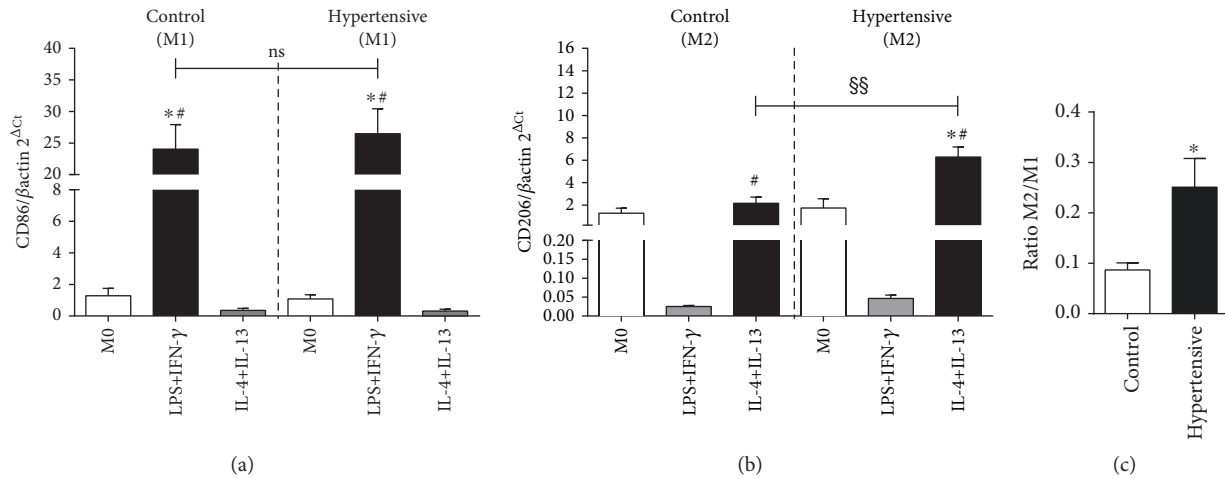 Control
(M1)
Hypertensive
(M1)
ns
CD86/βactin 2^ΔCt
40
35
30
25
20
15
10
8
6
4
2
0
*#
*#
M0
LPS+IFN-γ
IL-4+IL-13
M0
LPS+IFN-γ
IL-4+IL-13
(a)
Control
(M2)
Hypertensive
(M2)
§§
CD206/βactin 2^ΔCt
16
14
12
10
8
6
4
2
0.20
0.15
0.10
0.05
0.00
#
*#
M0
LPS+IFN-γ
IL-4+IL-13
M0
LPS+IFN-γ
IL-4+IL-13
(b)
Ratio M2/M1
0.4
0.3
0.2
0.1
0.0
*
Control
Hypertensive
(c)